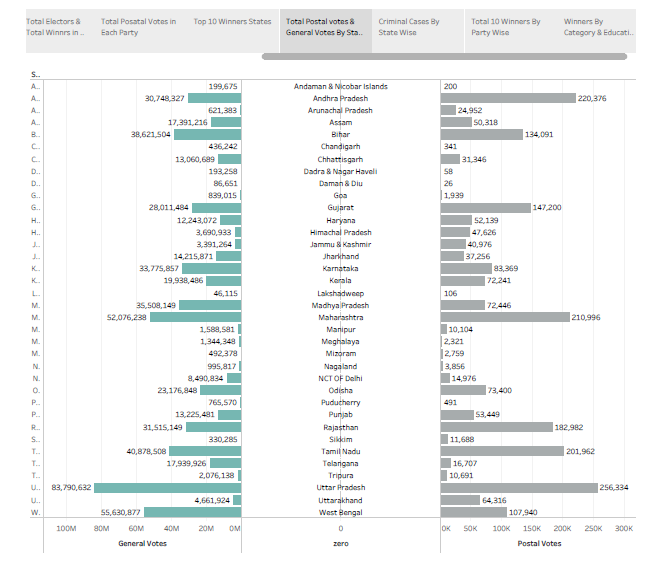 Total Electors &
Total Winnrs in ..
Total Posatal Votes in
Each Party
Top 10 Winners States
Total Postal votes &
General Votes By Sta..
Criminal Cases By
State Wise
Total 10 Winners By
Party Wise
Winners By
Category & Educati..
S..
A.. 199,675 Andaman & Nicobar Islands 200
A.. 30,748,327 Andhra Pradesh 220,376
A.. 621,383 Arunachal Pradesh 24,952
A.. 17,391,216 Assam 50,318
B.. 38,621,504 Bihar 134,091
C.. 436,242 Chandigarh 341
C.. 13,060,689 Chhattisgarh 31,346
D.. 193,258 Dadra & Nagar Haveli 58
D.. 86,651 Daman & Diu 26
G.. 839,015 Goa 1,939
G.. 28,011,484 Gujarat 147,200
H.. 12,243,072 Haryana 52,139
H.. 3,690,933 Himachal Pradesh 47,626
J.. 3,391,264 Jammu & Kashmir 40,976
J.. 14,215,871 Jharkhand 37,256
K.. 33,775,857 Karnataka 83,369
K.. 19,938,486 Kerala 72,241
L.. 46,115 Lakshadweep 106
M.. 35,508,149 Madhya Pradesh 72,446
M.. 52,076,238 Maharashtra 210,996
M.. 1,588,581 Manipur 10,104
M.. 1,344,348 Meghalaya 2,321
M.. 492,378 Mizoram 2,759
N.. 995,817 Nagaland 3,856
N.. 8,490,834 NCT OF Delhi 14,976
O.. 23,176,848 Odisha 73,400
P.. 765,570 Puducherry 491
P.. 13,225,481 Punjab 53,449
R.. 31,515,149 Rajasthan 182,982
S.. 330,285 Sikkim 11,688
T.. 40,878,508 Tamil Nadu 201,962
T.. 17,939,926 Telangana 16,707
T.. 2,076,138 Tripura 10,691
U.. 83,790,632 Uttar Pradesh 256,334
U.. 4,661,924 Uttarakhand 64,316
W. 55,630,877 West Bengal 107,940
100M 80M 60M 40M 20M 0M 0 0K 50K 100K 150K 200K 250K 300K
General Votes zero Postal Votes